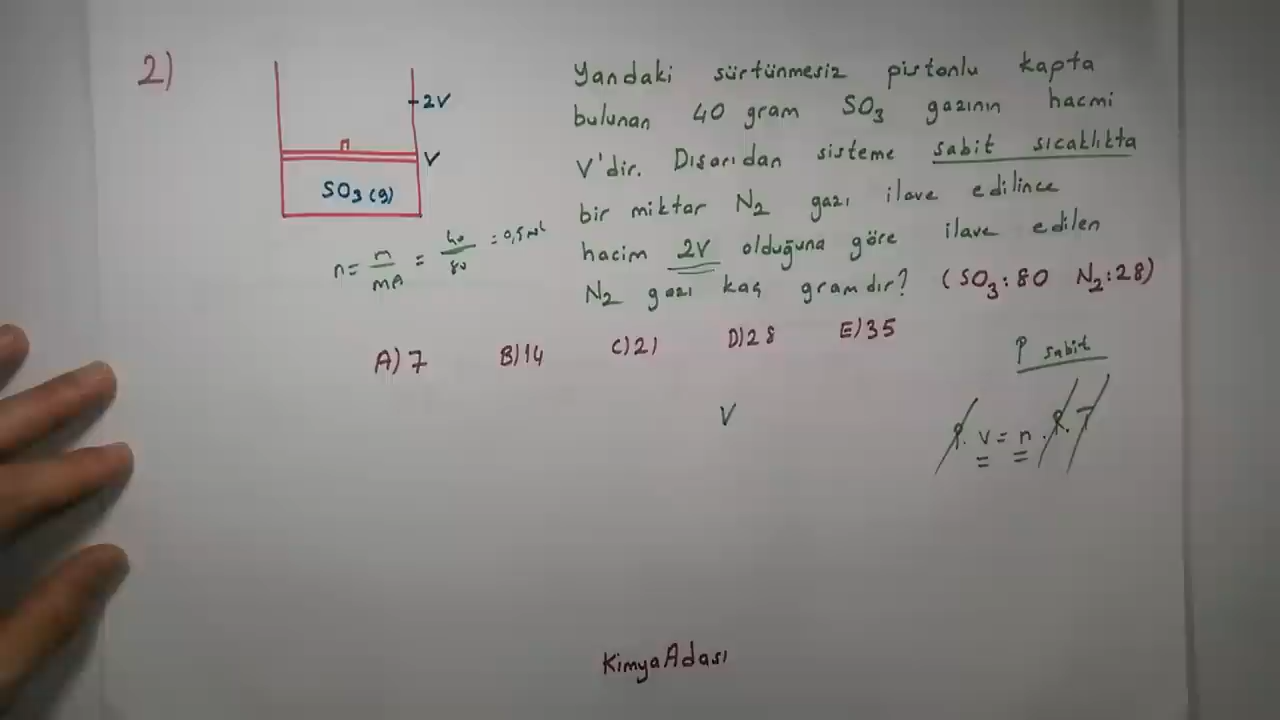 2)
2V
V
SO3(g)
Yandaki sürtünmesiz pistonlu kapta
bulunan 40 gram SO3 gazının hacmi
V'dir. Dışarıdan sisteme sabit sıcaklıkta
bir miktar N2 gazı ilave edilince
hacim 2V olduğuna göre ilave edilen
N2 gazı kaç gramdır? (SO3:80 N2:28)
n= m/MA = 40/80 = 0,5 mol
A)7 B)14 C)21 D)28 E)35
P sabit
P.V=n.R.T
V
KimyaAdası